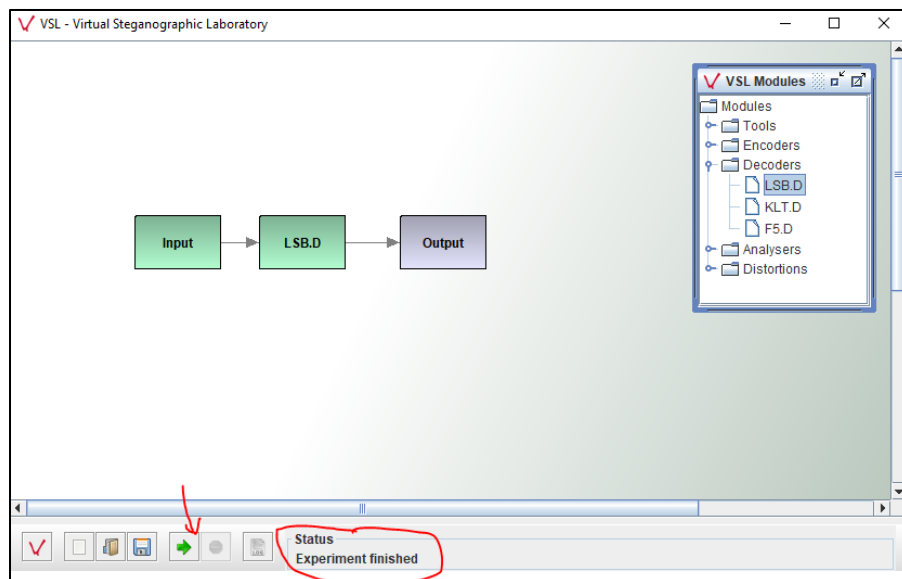 VSL - Virtual Steganographic Laboratory
VSL Modules
Modules
Tools
Encoders
Decoders
LSB.D
KLT.D
F5.D
Analysers
Distortions
Input
LSB.D
Output
LOG
Status
Experiment finished